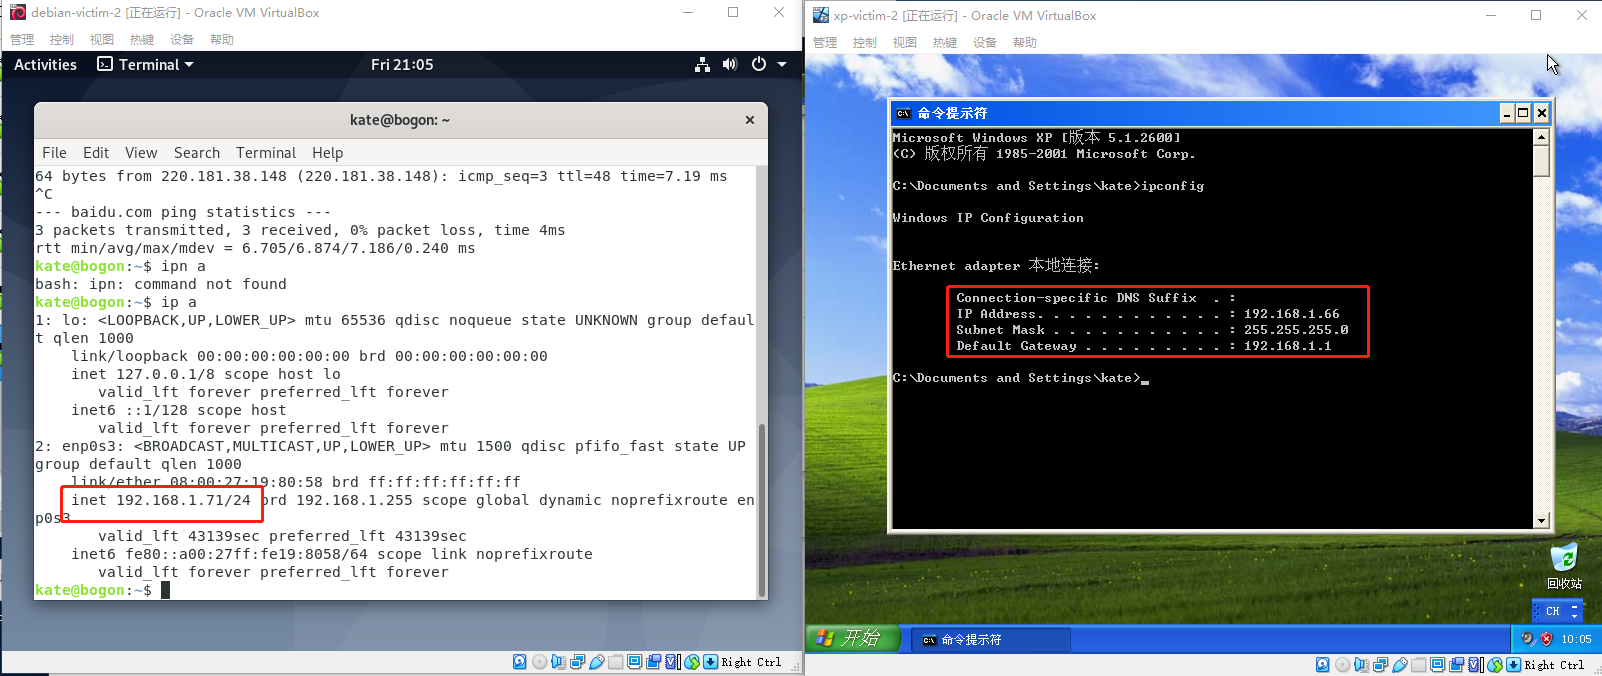 debian-victim-2 [正在运行] - Oracle VM VirtualBox
管理 控制 视图 热键 设备 帮助
Activities Terminal Fri 21:05
kate@bogon: ~
File Edit View Search Terminal Help
64 bytes from 220.181.38.148 (220.181.38.148): icmp_seq=3 ttl=48 time=7.19 ms
^C
--- baidu.com ping statistics ---
3 packets transmitted, 3 received, 0% packet loss, time 4ms
rtt min/avg/max/mdev = 6.705/6.874/7.186/0.240 ms
kate@bogon:~$ ipn a
bash: ipn: command not found
kate@bogon:~$ ip a
1: lo: <LOOPBACK,UP,LOWER_UP> mtu 65536 qdisc noqueue state UNKNOWN group defaul
t qlen 1000
link/loopback 00:00:00:00:00:00 brd 00:00:00:00:00:00
inet 127.0.0.1/8 scope host lo
valid_lft forever preferred_lft forever
inet6 ::1/128 scope host
valid_lft forever preferred_lft forever
2: enp0s3: <BROADCAST,MULTICAST,UP,LOWER_UP> mtu 1500 qdisc pfifo_fast state UP
group default qlen 1000
link/ether 08:00:27:19:80:58 brd ff:ff:ff:ff:ff:ff
inet 192.168.1.71/24 brd 192.168.1.255 scope global dynamic noprefixroute en
p0s3
valid_lft 43139sec preferred_lft 43139sec
inet6 fe80::a00:27ff:fe19:8058/64 scope link noprefixroute
valid_lft forever preferred_lft forever
kate@bogon:~$
Right Ctrl
xp-victim-2 [正在运行] - Oracle VM VirtualBox
管理 控制 视图 热键 设备 帮助
命令提示符
Microsoft Windows XP [版本 5.1.2600]
(C) 版权所有 1985-2001 Microsoft Corp.
C:\Documents and Settings\kate>ipconfig
Windows IP Configuration
Ethernet adapter 本地连接:
Connection-specific DNS Suffix . :
IP Address. . . . . . . . . . . . : 192.168.1.66
Subnet Mask . . . . . . . . . . . : 255.255.255.0
Default Gateway . . . . . . . . . : 192.168.1.1
C:\Documents and Settings\kate>
回收站
CH
开始 命令提示符 10:05
Right Ctrl